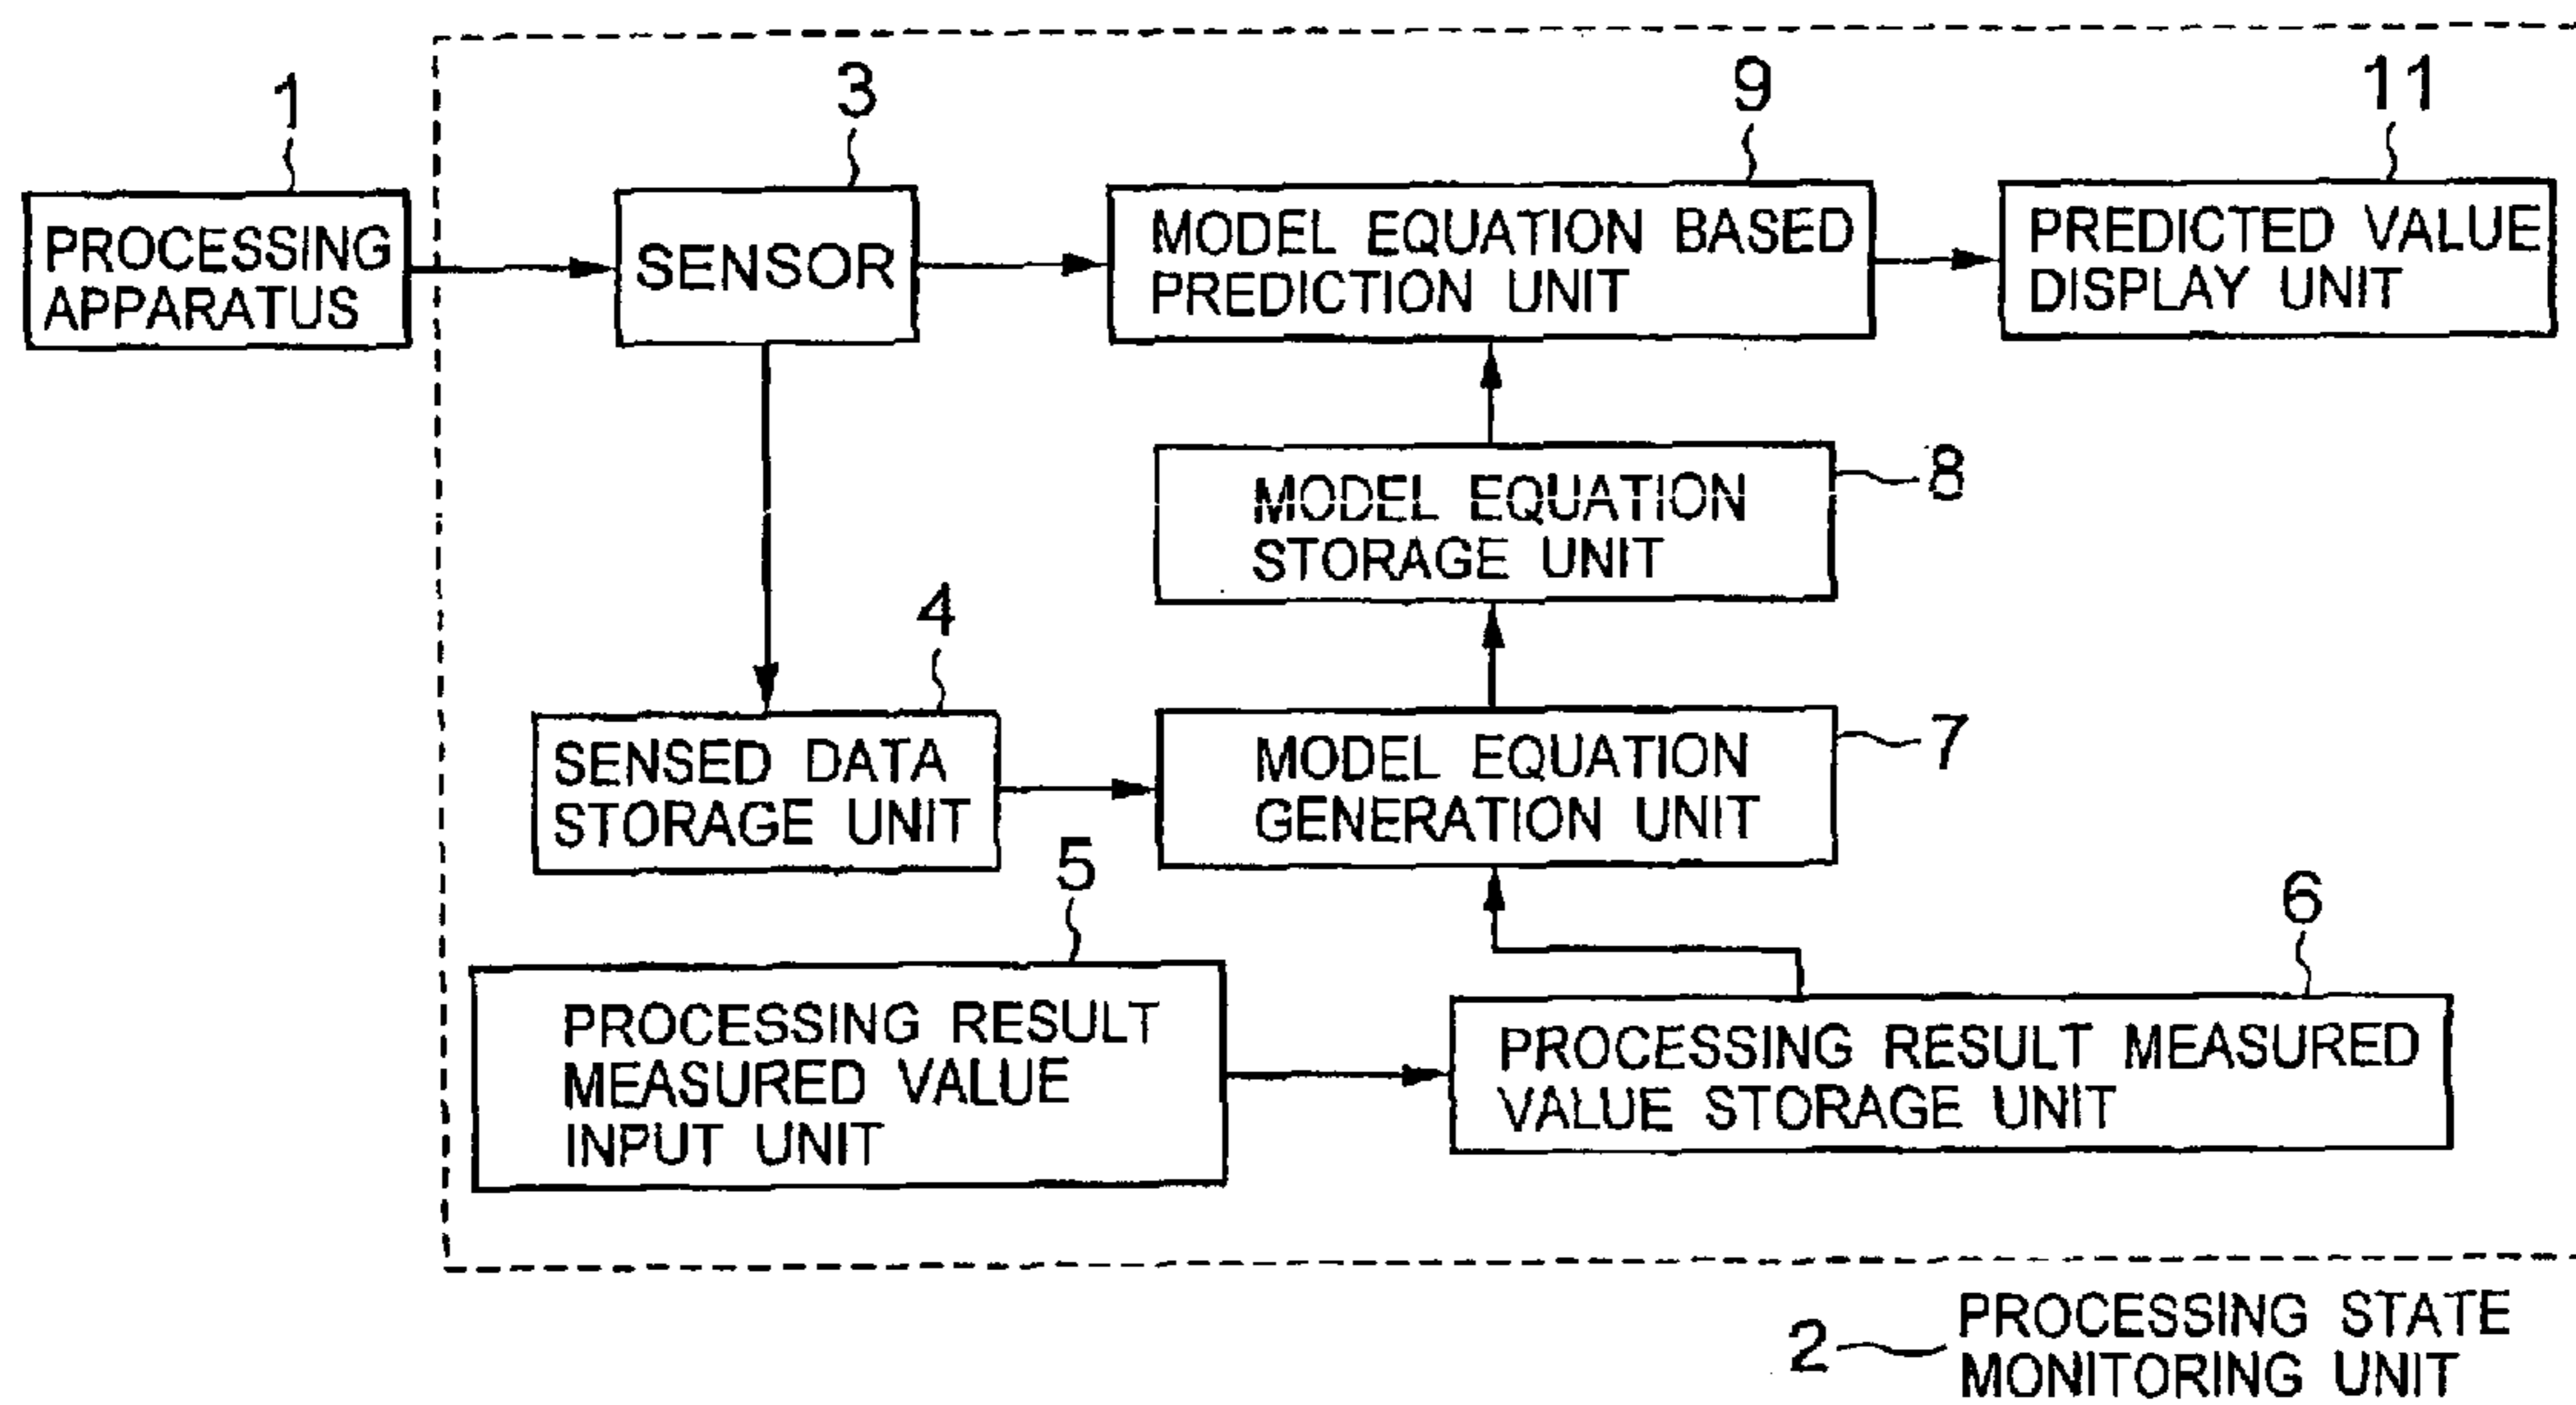 1
3
9
11
PROCESSING
APPARATUS
SENSOR
MODEL EQUATION BASED
PREDICTION UNIT
PREDICTED VALUE
DISPLAY UNIT
8
MODEL EQUATION
STORAGE UNIT
4
SENSED DATA
STORAGE UNIT
7
MODEL EQUATION
GENERATION UNIT
5
PROCESSING RESULT
MEASURED VALUE
INPUT UNIT
6
PROCESSING RESULT MEASURED
VALUE STORAGE UNIT
2
PROCESSING STATE
MONITORING UNIT